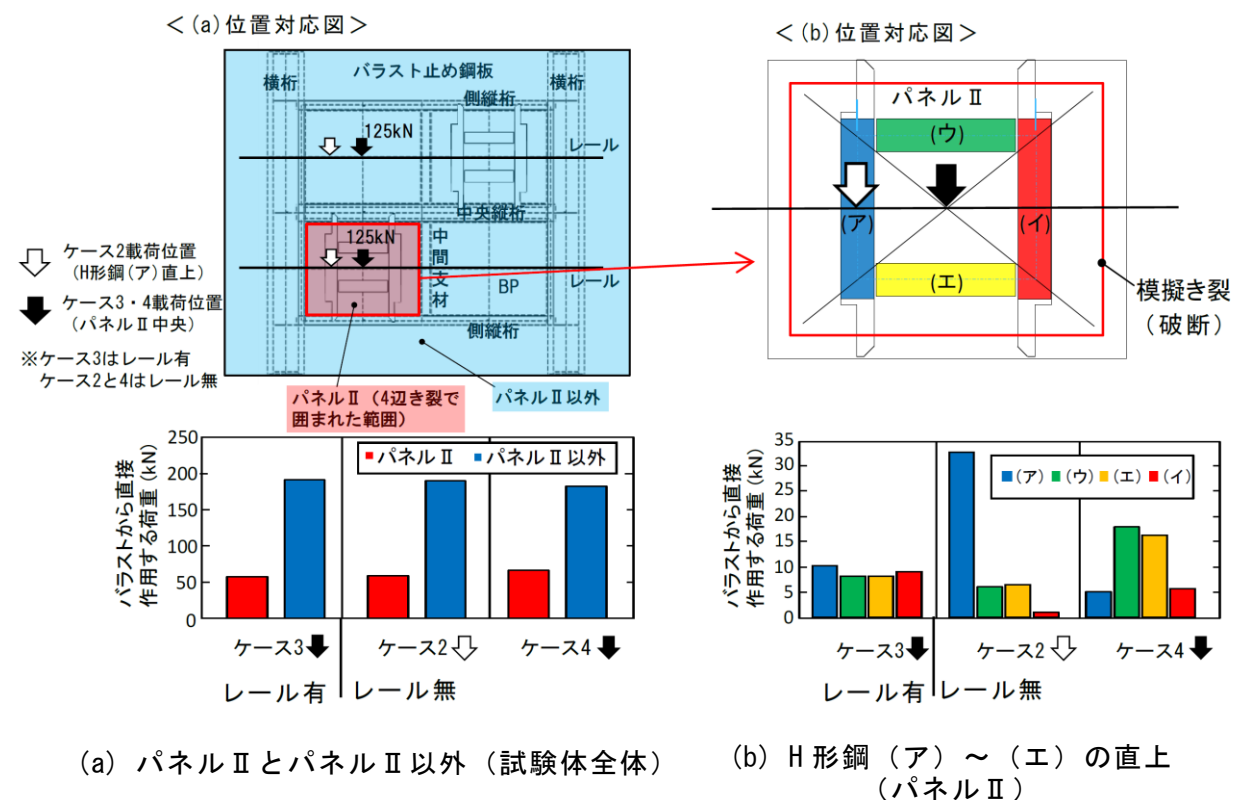 ＜(a)位置対応図＞
横桁
バラスト止め鋼板
横桁
側縦桁
125kN
レール
中央縦桁
125kN
中間支材
BP
レール
側縦桁
ケース2載荷位置
（H形鋼(ア)直上）
ケース3・4載荷位置
（パネルⅡ中央）
※ケース3はレール有
ケース2と4はレール無
パネルⅡ（4辺き裂で
囲まれた範囲）
パネルⅡ以外
＜(b)位置対応図＞
パネルⅡ
(ウ)
(ア)
(イ)
(エ)
模擬き裂
（破断）
バラストから直接
作用する荷重(kN)
250
200
150
100
50
0
パネルⅡ パネルⅡ以外
ケース3 ケース2 ケース4
レール有 レール無
(a) パネルⅡとパネルⅡ以外（試験体全体）
バラストから直接
作用する荷重(kN)
35
30
25
20
15
10
5
0
(ア) (ウ) (エ) (イ)
ケース3 ケース2 ケース4
レール有 レール無
(b) H形鋼（ア）～（エ）の直上
（パネルⅡ）